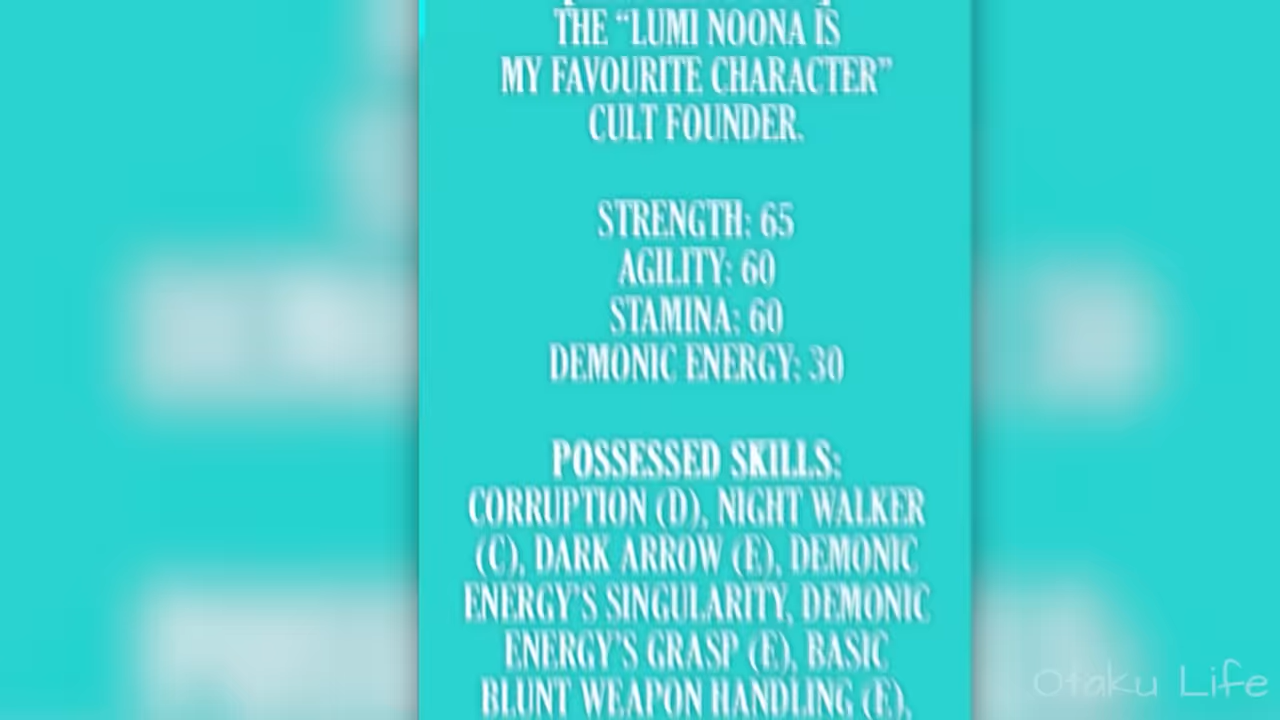 THE “LUMI NOONA IS
MY FAVOURITE CHARACTER”
CULT FOUNDER.
STRENGTH: 65
AGILITY: 60
STAMINA: 60
DEMONIC ENERGY: 30
POSSESSED SKILLS:
CORRUPTION (D), NIGHT WALKER
(C), DARK ARROW (E), DEMONIC
ENERGY’S SINGULARITY, DEMONIC
ENERGY’S GRASP (E), BASIC
BLUNT WEAPON HANDLING (E),
Otaku Life